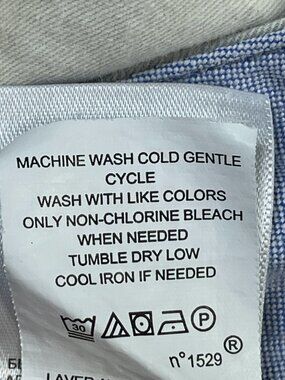 MACHINE WASH COLD GENTLE
CYCLE
WASH WITH LIKE COLORS
ONLY NON-CHLORINE BLEACH
WHEN NEEDED
TUMBLE DRY LOW
COOL IRON IF NEEDED
30 P
n°1529 ®